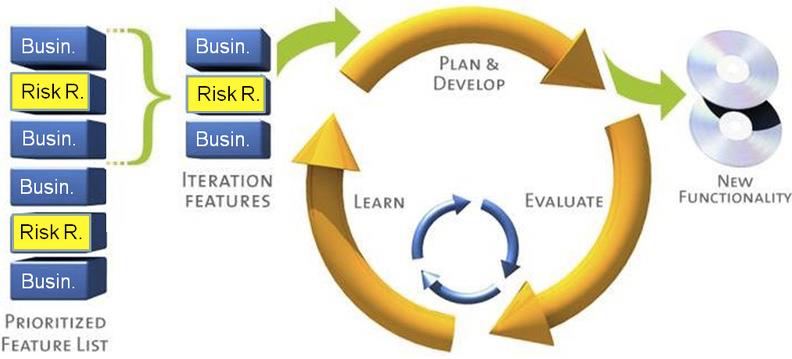 Busin.
Risk R.
Busin.
Busin.
Risk R.
Busin.
PRIORITIZED
FEATURE LIST
Busin.
Risk R.
Busin.
ITERATION
FEATURES
PLAN &
DEVELOP
LEARN
EVALUATE
NEW
FUNCTIONALITY